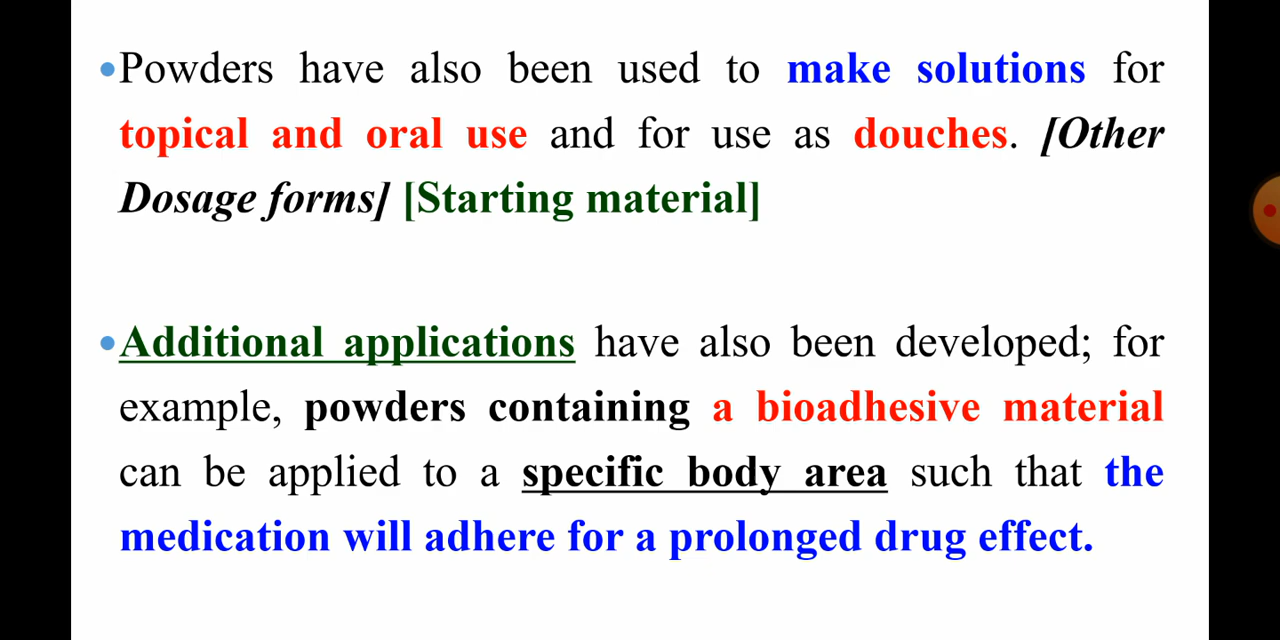 •Powders have also been used to make solutions for
topical and oral use and for use as douches. [Other
Dosage forms] [Starting material]
•Additional applications have also been developed; for
example, powders containing a bioadhesive material
can be applied to a specific body area such that the
medication will adhere for a prolonged drug effect.